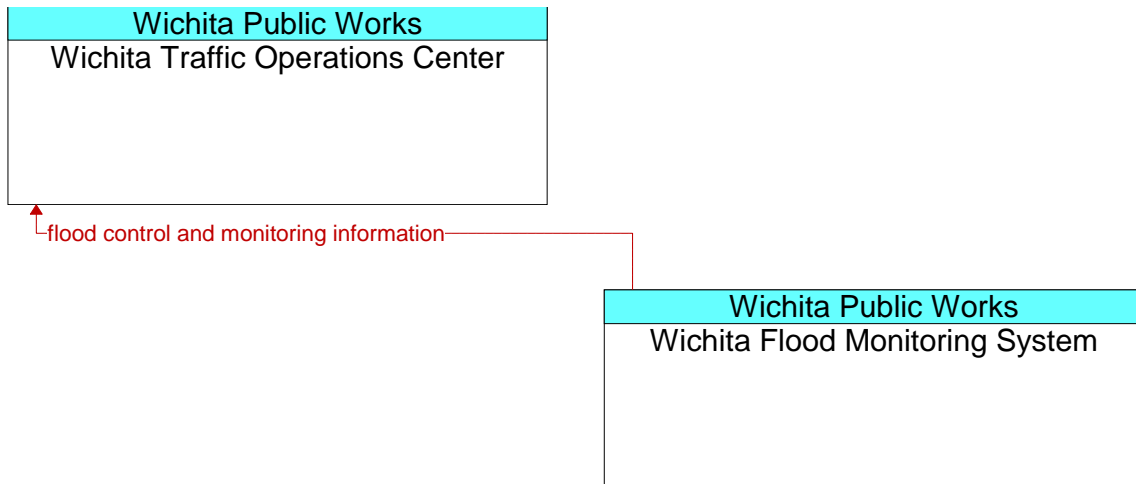 Wichita Public Works
Wichita Traffic Operations Center
flood control and monitoring information
Wichita Public Works
Wichita Flood Monitoring System